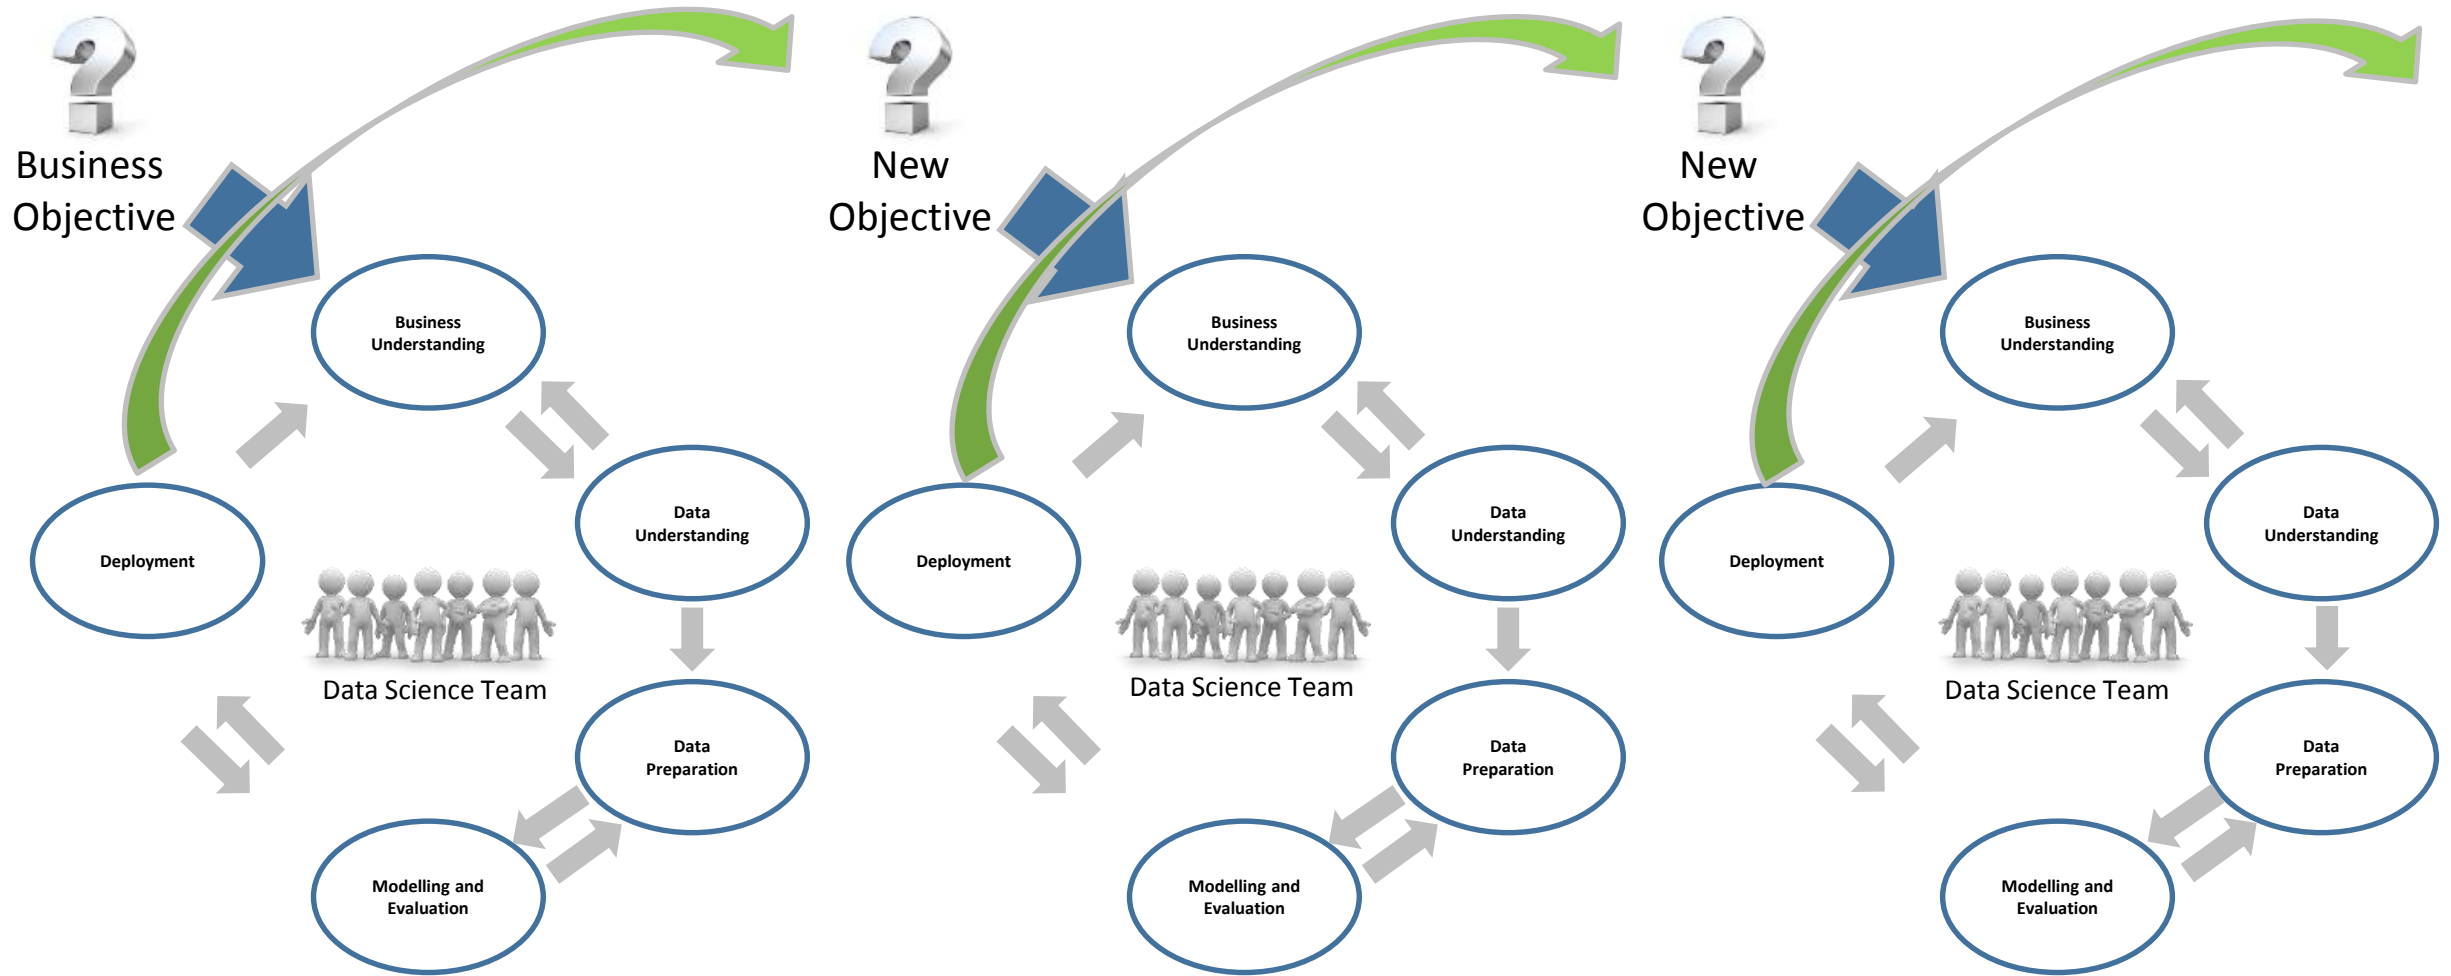 Business
Objective
Business
Understanding
Data
Understanding
Deployment
Data Science Team
Data
Preparation
Modelling and
Evaluation
New
Objective
Business
Understanding
Data
Understanding
Deployment
Data Science Team
Data
Preparation
Modelling and
Evaluation
New
Objective
Business
Understanding
Data
Understanding
Deployment
Data Science Team
Data
Preparation
Modelling and
Evaluation